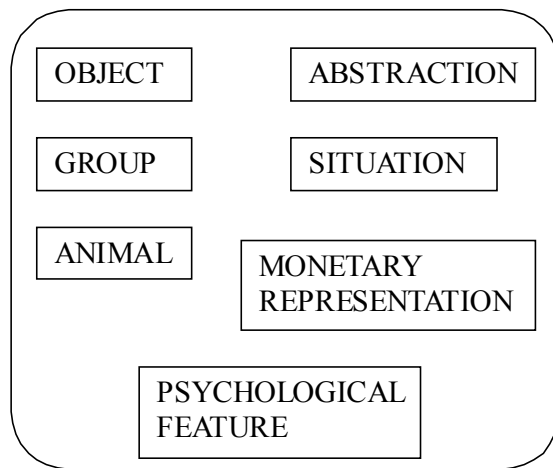 OBJECT
ABSTRACTION
GROUP
SITUATION
ANIMAL
MONETARY
REPRESENTATION
PSYCHOLOGICAL
FEATURE